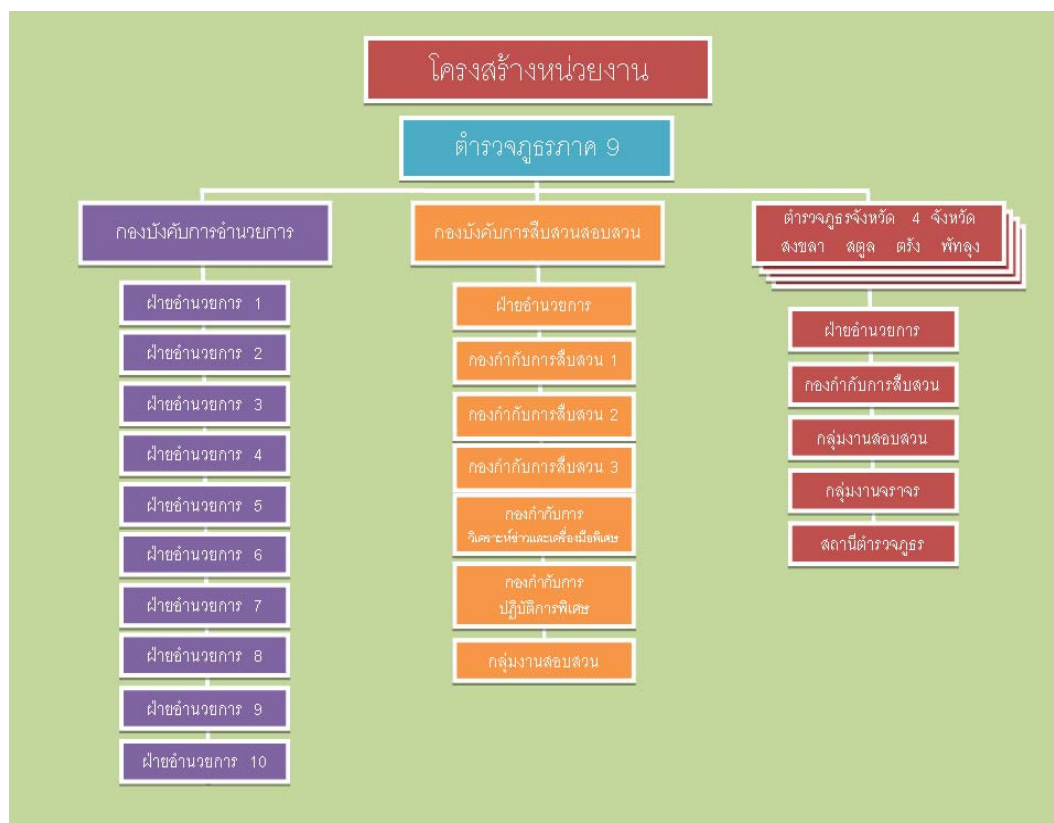 โครงสร้างหน่วยงาน
ตำรวจภูธรภาค 9
กองบังคับการอำนวยการ
ฝ่ายอำนวยการ 1
ฝ่ายอำนวยการ 2
ฝ่ายอำนวยการ 3
ฝ่ายอำนวยการ 4
ฝ่ายอำนวยการ 5
ฝ่ายอำนวยการ 6
ฝ่ายอำนวยการ 7
ฝ่ายอำนวยการ 8
ฝ่ายอำนวยการ 9
ฝ่ายอำนวยการ 10
กองบังคับการสืบสวนสอบสวน
ฝ่ายอำนวยการ
กองกำกับการสืบสวน 1
กองกำกับการสืบสวน 2
กองกำกับการสืบสวน 3
กองกำกับการ
วิเคราะห์ข่าวและเครื่องมือพิเศษ
กองกำกับการ
ปฏิบัติการพิเศษ
กลุ่มงานสอบสวน
ตำรวจภูธรจังหวัด 4 จังหวัด
สงขลา สตูล ตรัง พัทลุง
ฝ่ายอำนวยการ
กองกำกับการสืบสวน
กลุ่มงานสอบสวน
กลุ่มงานจราจร
สถานีตำรวจภูธร